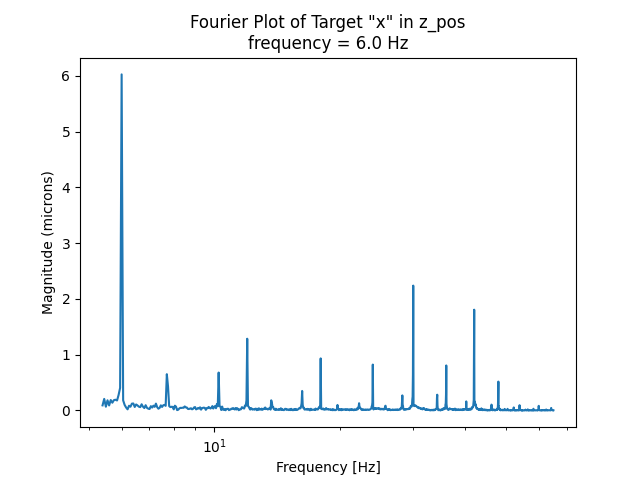 Fourier Plot of Target "x" in z_pos
frequency = 6.0 Hz
6
5
4
3
2
1
0
Magnitude (microns)
10¹
Frequency [Hz]